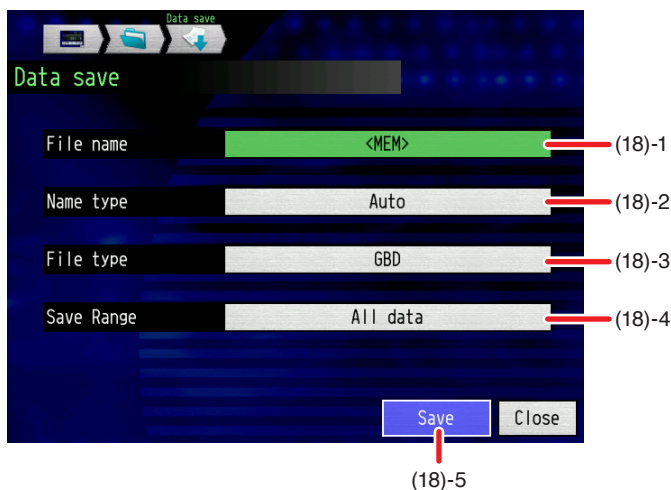 Data save
Data save
File name <MEM> (18)-1
Name type Auto (18)-2
File type GBD (18)-3
Save Range All data (18)-4
Save Close
(18)-5